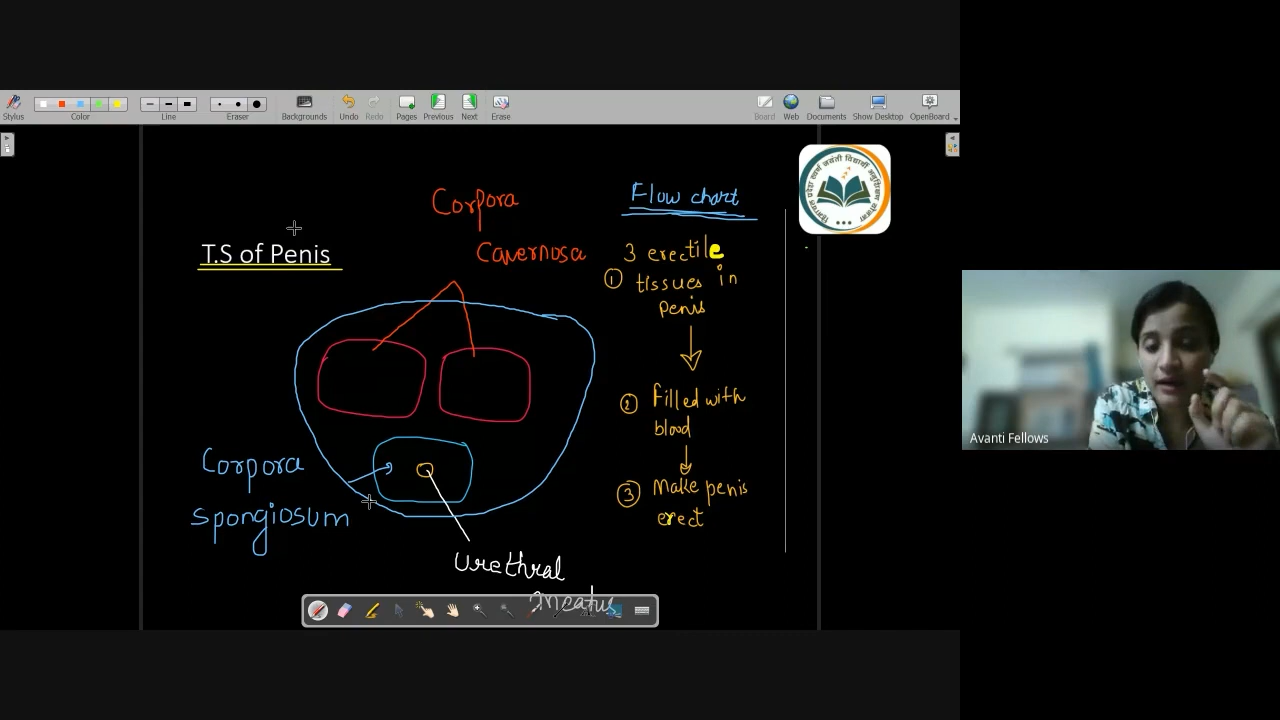 Stylus
Color
Line
Eraser
Backgrounds
Undo
Redo
Pages
Previous
Next
Erase
Board
Web
Documents
Show Desktop
OpenBoard
T.S of Penis
Corpora
Cavernosa
Corpora
Spongiosum
Urethral
meatus
Flow chart
3 erectile
① tissues in
Penis
② Filled with
blood
③ Make penis
erect
Avanti Fellows